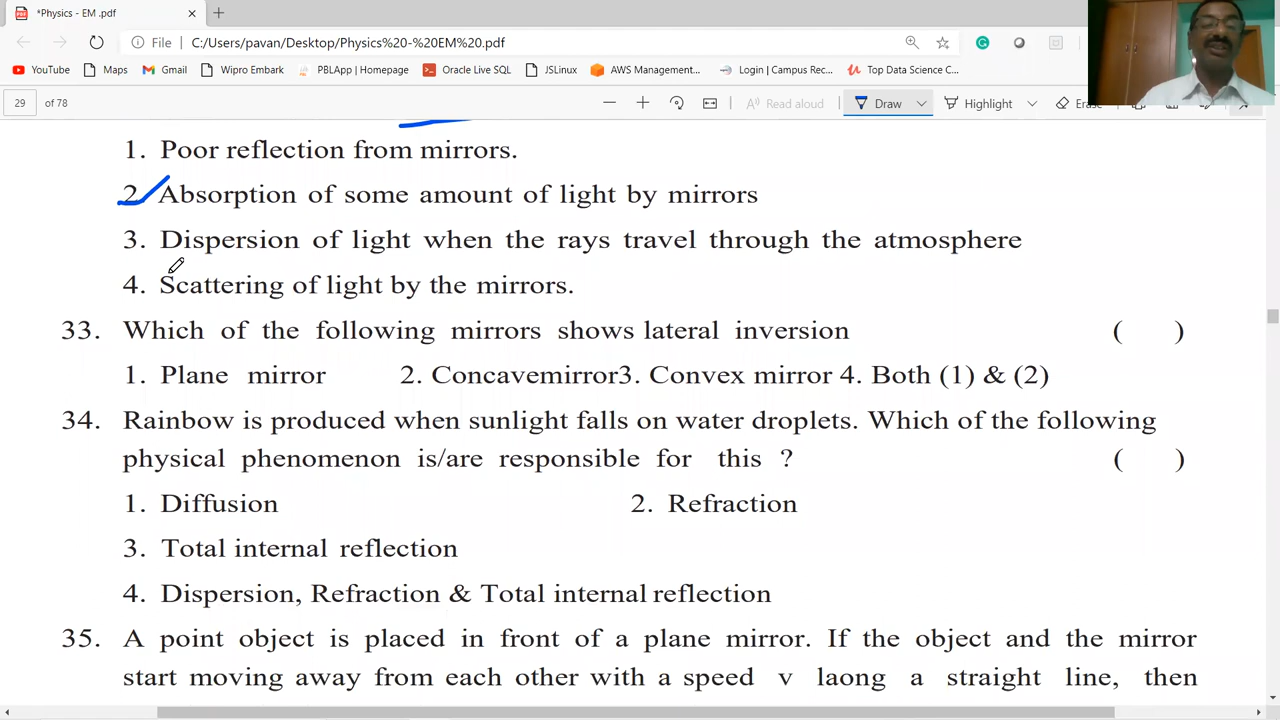 *Physics - EM .pdf
File C:/Users/pavan/Desktop/Physics%20-%20EM%20.pdf
YouTube Maps Gmail Wipro Embark PBLApp | Homepage Oracle Live SQL JSLinux AWS Management... Login | Campus Rec... Top Data Science C...
29 of 78 Read aloud Draw Highlight Erase
1. Poor reflection from mirrors.
2 Absorption of some amount of light by mirrors
3. Dispersion of light when the rays travel through the atmosphere
4. Scattering of light by the mirrors.
33. Which of the following mirrors shows lateral inversion ( )
1. Plane mirror 2. Concavemirror3. Convex mirror 4. Both (1) & (2)
34. Rainbow is produced when sunlight falls on water droplets. Which of the following
physical phenomenon is/are responsible for this ? ( )
1. Diffusion 2. Refraction
3. Total internal reflection
4. Dispersion, Refraction & Total internal reflection
35. A point object is placed in front of a plane mirror. If the object and the mirror
start moving away from each other with a speed v laong a straight line, then